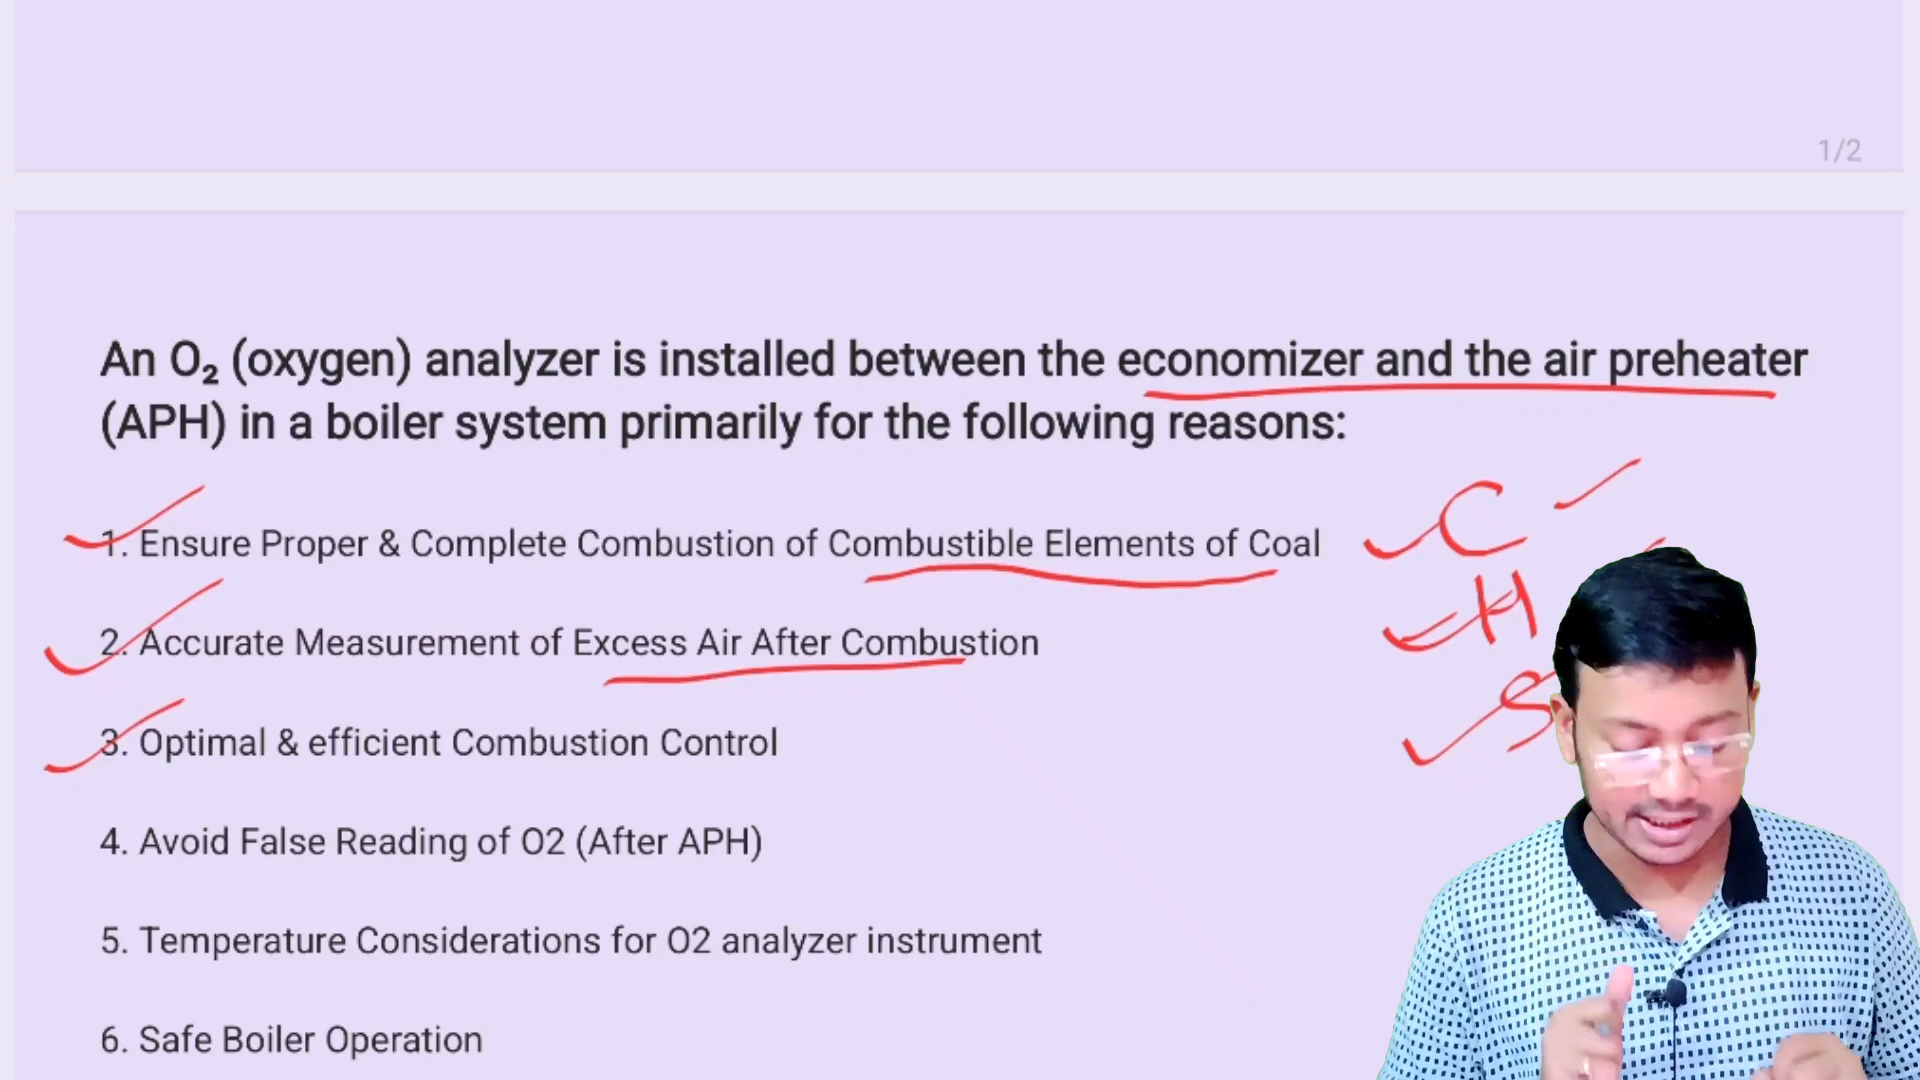 1/2
An O₂ (oxygen) analyzer is installed between the economizer and the air preheater
(APH) in a boiler system primarily for the following reasons:
1. Ensure Proper & Complete Combustion of Combustible Elements of Coal
C
2. Accurate Measurement of Excess Air After Combustion
H
S
3. Optimal & efficient Combustion Control
4. Avoid False Reading of O2 (After APH)
5. Temperature Considerations for O2 analyzer instrument
6. Safe Boiler Operation